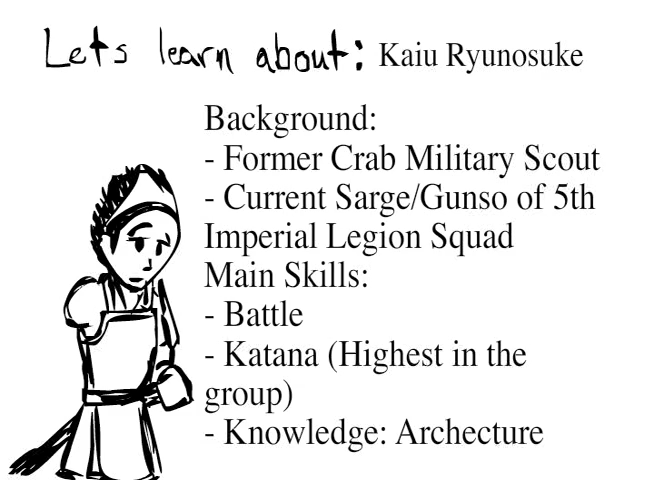 Lets learn about: Kaiu Ryunosuke
Background:
- Former Crab Military Scout
- Current Sarge/Gunso of 5th
Imperial Legion Squad
Main Skills:
- Battle
- Katana (Highest in the
group)
- Knowledge: Archecture